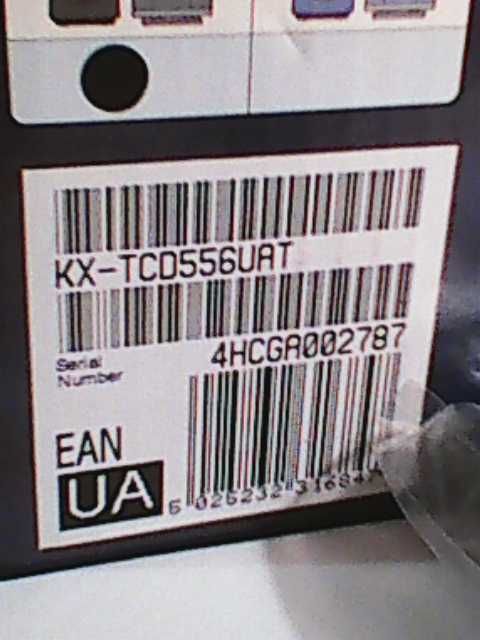 KX-TCD556UAT
4HCGA002787
Serial
Number
EAN
UA